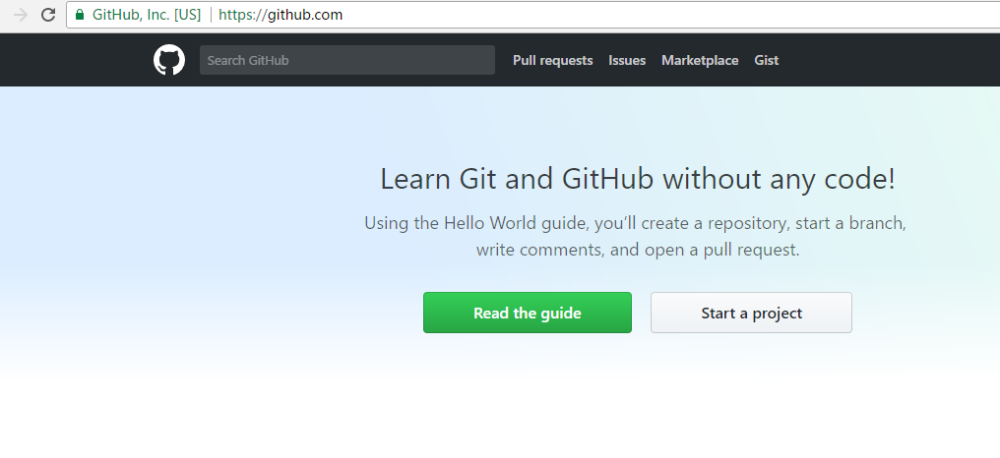 GitHub, Inc. [US] https://github.com
Search GitHub Pull requests Issues Marketplace Gist
Learn Git and GitHub without any code!
Using the Hello World guide, you’ll create a repository, start a branch,
write comments, and open a pull request.
Read the guide Start a project